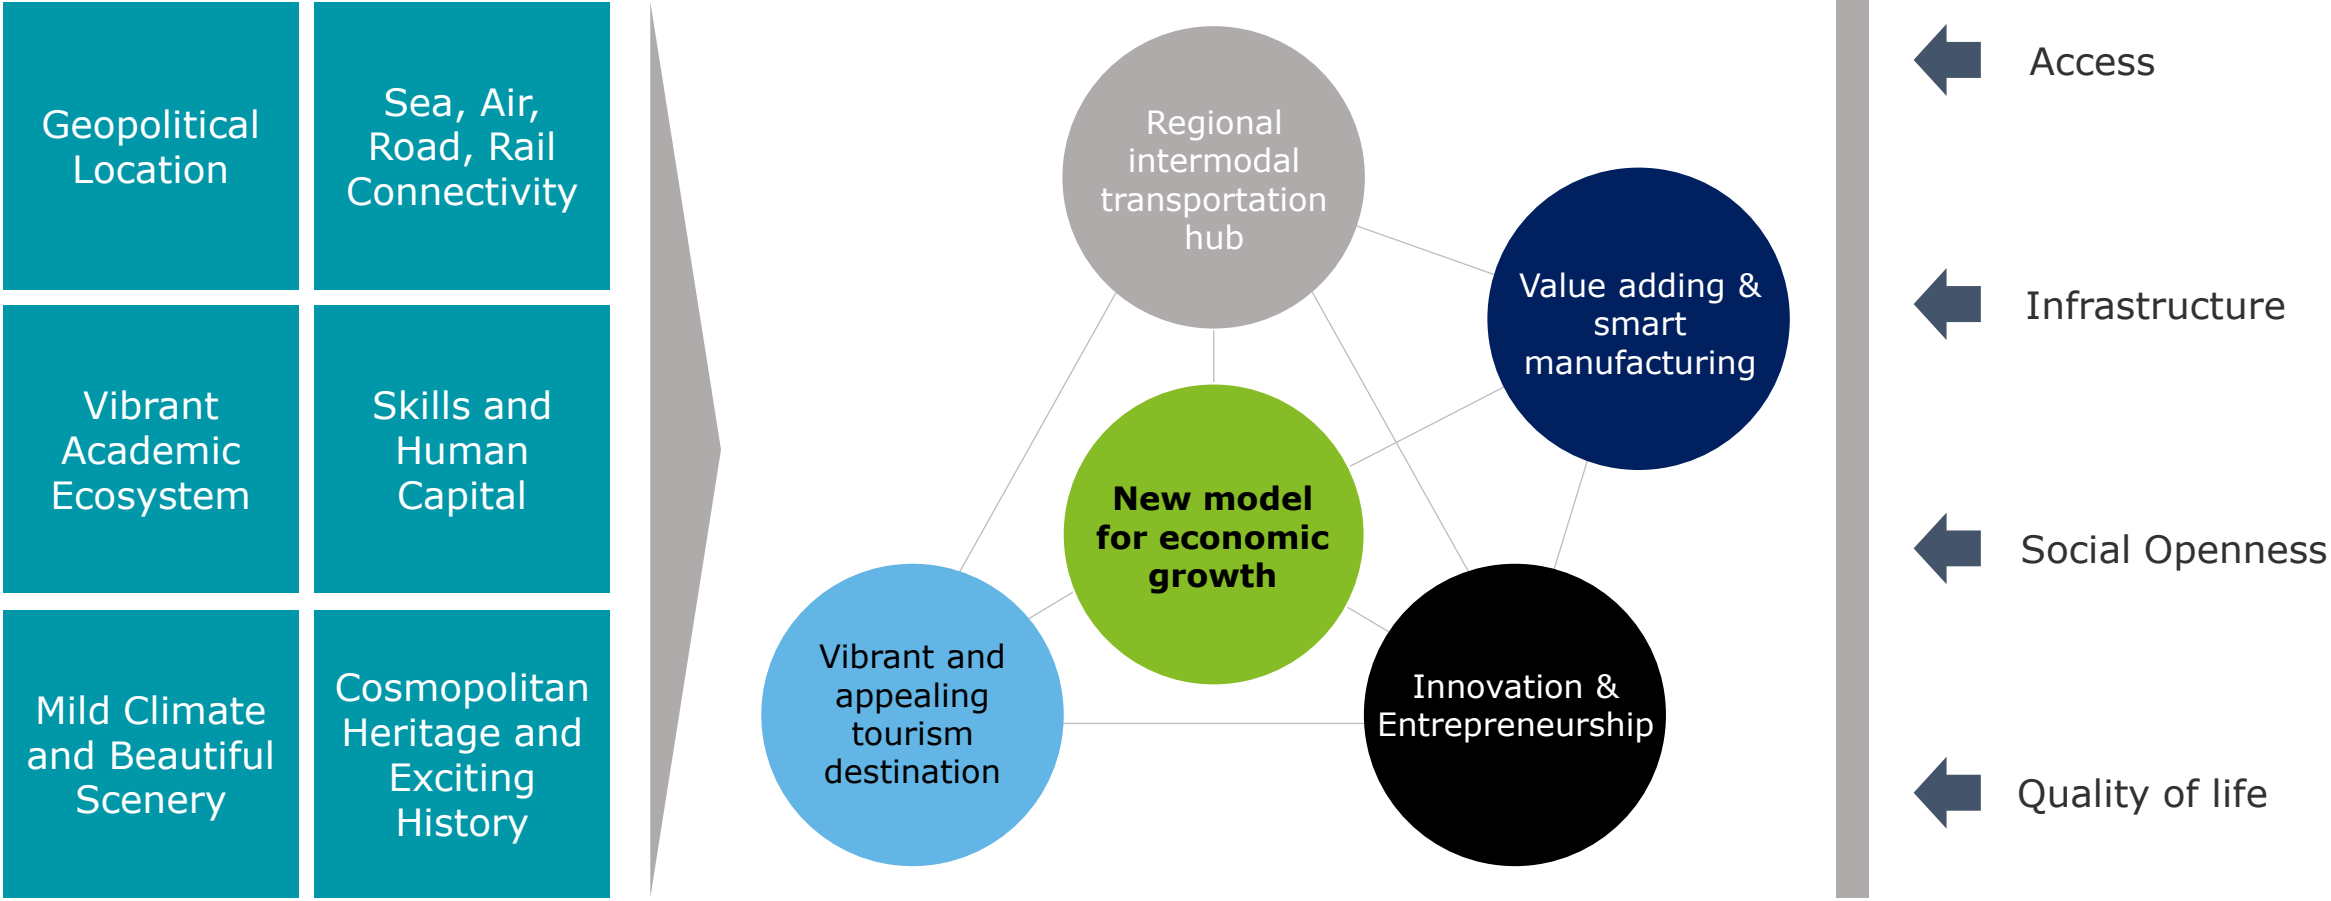 Geopolitical
Location
Sea, Air,
Road, Rail
Connectivity
Vibrant
Academic
Ecosystem
Skills and
Human
Capital
Mild Climate
and Beautiful
Scenery
Cosmopolitan
Heritage and
Exciting
History
Regional
intermodal
transportation
hub
Value adding &
smart
manufacturing
New model
for economic
growth
Vibrant and
appealing
tourism
destination
Innovation &
Entrepreneurship
Access
Infrastructure
Social Openness
Quality of life